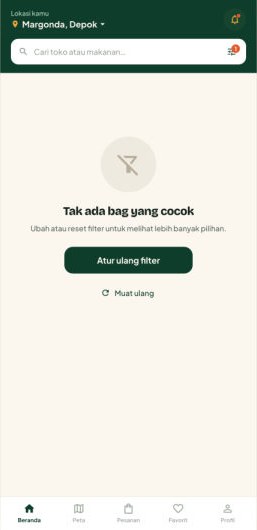 Lokasi kamu
Margonda, Depok
Cari toko atau makanan...
1
Tak ada bag yang cocok
Ubah atau reset filter untuk melihat lebih banyak pilihan.
Atur ulang filter
Muat ulang
Beranda
Peta
Pesanan
Favorit
Profil